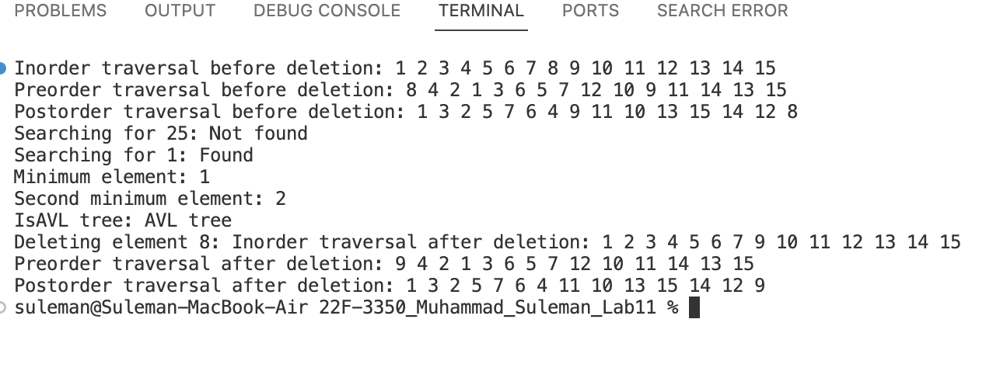 PROBLEMS OUTPUT DEBUG CONSOLE TERMINAL PORTS SEARCH ERROR
Inorder traversal before deletion: 1 2 3 4 5 6 7 8 9 10 11 12 13 14 15
Preorder traversal before deletion: 8 4 2 1 3 6 5 7 12 10 9 11 14 13 15
Postorder traversal before deletion: 1 3 2 5 7 6 4 9 11 10 13 15 14 12 8
Searching for 25: Not found
Searching for 1: Found
Minimum element: 1
Second minimum element: 2
IsAVL tree: AVL tree
Deleting element 8: Inorder traversal after deletion: 1 2 3 4 5 6 7 9 10 11 12 13 14 15
Preorder traversal after deletion: 9 4 2 1 3 6 5 7 12 10 11 14 13 15
Postorder traversal after deletion: 1 3 2 5 7 6 4 11 10 13 15 14 12 9
suleman@Suleman-MacBook-Air 22F-3350_Muhammad_Suleman_Lab11 %